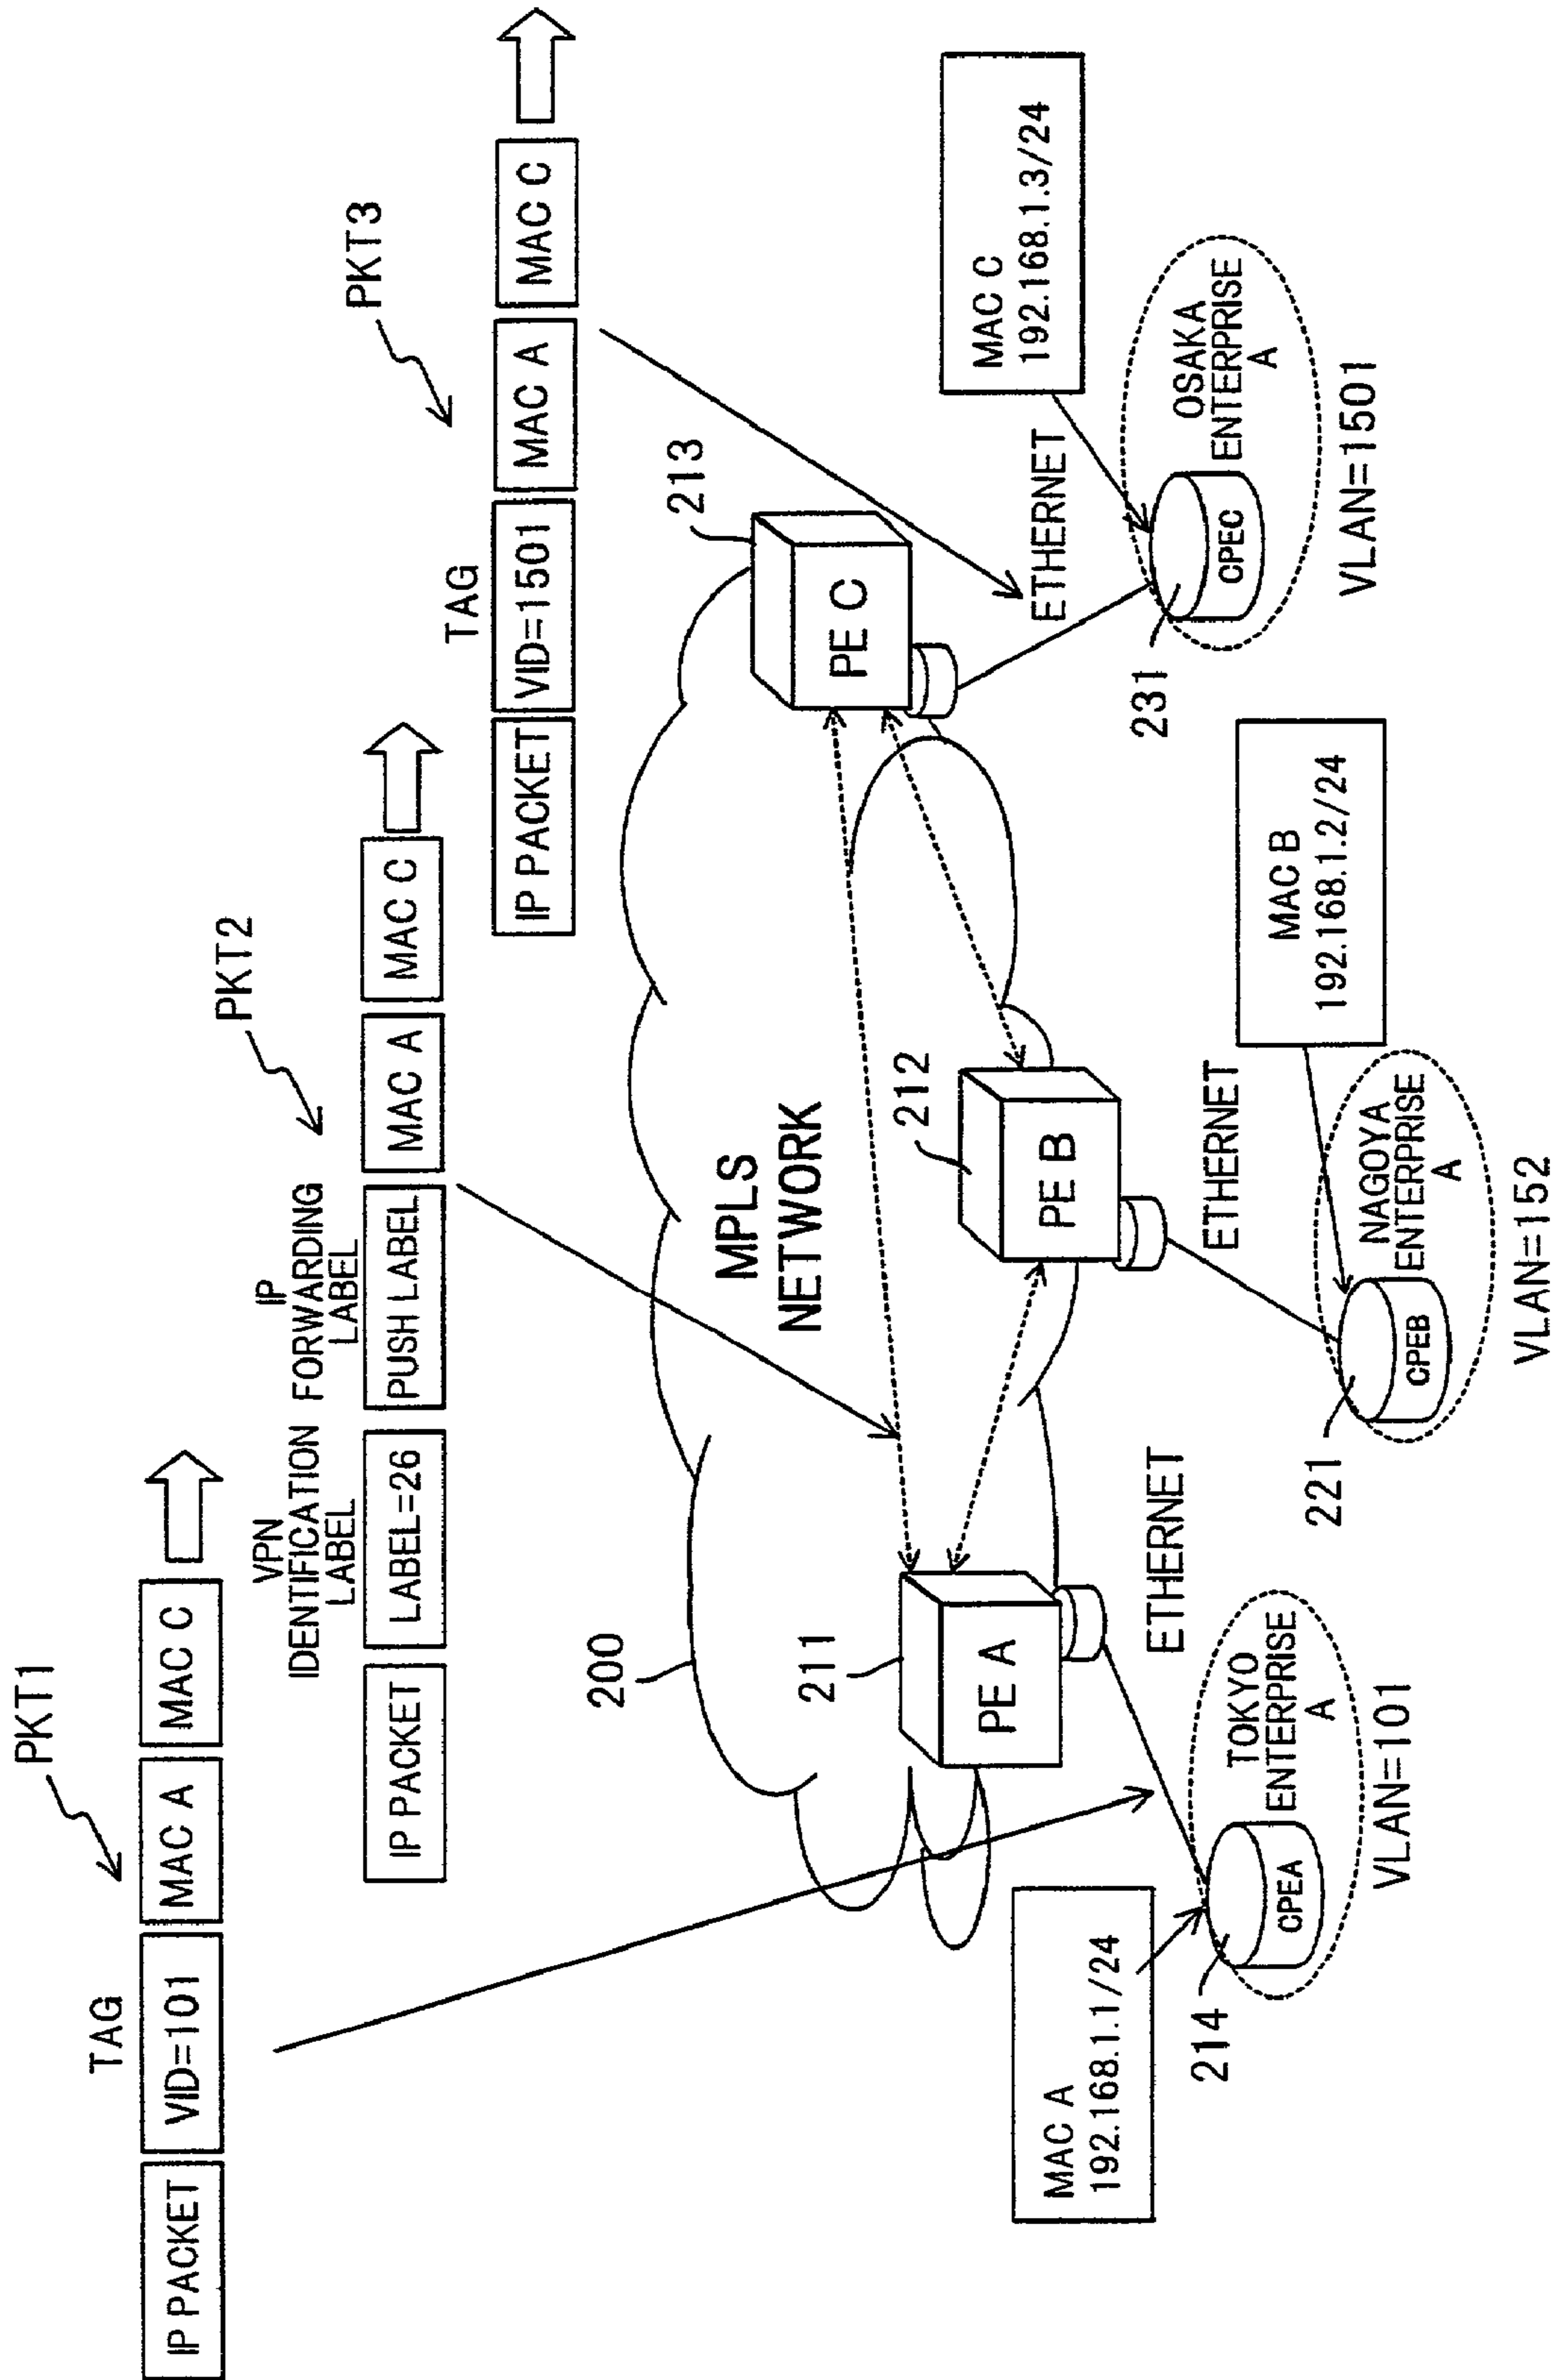 PKT1
TAG
IP PACKET
VID=101
MAC A
MAC C
PKT2
VPN
IDENTIFICATION
LABEL
IP
FORWARDING
LABEL
IP PACKET
LABEL=26
PUSH LABEL
MAC A
MAC C
PKT3
TAG
IP PACKET
VID=1501
MAC A
MAC C
200
MPLS
NETWORK
211
PE A
212
PE B
213
PE C
ETHERNET
ETHERNET
ETHERNET
MAC A
192.168.1.1/24
214
CPEA
TOKYO
ENTERPRISE
A
VLAN=101
MAC B
192.168.1.2/24
221
CPEB
NAGOYA
ENTERPRISE
A
VLAN=152
MAC C
192.168.1.3/24
231
CPEC
OSAKA
ENTERPRISE
A
VLAN=1501